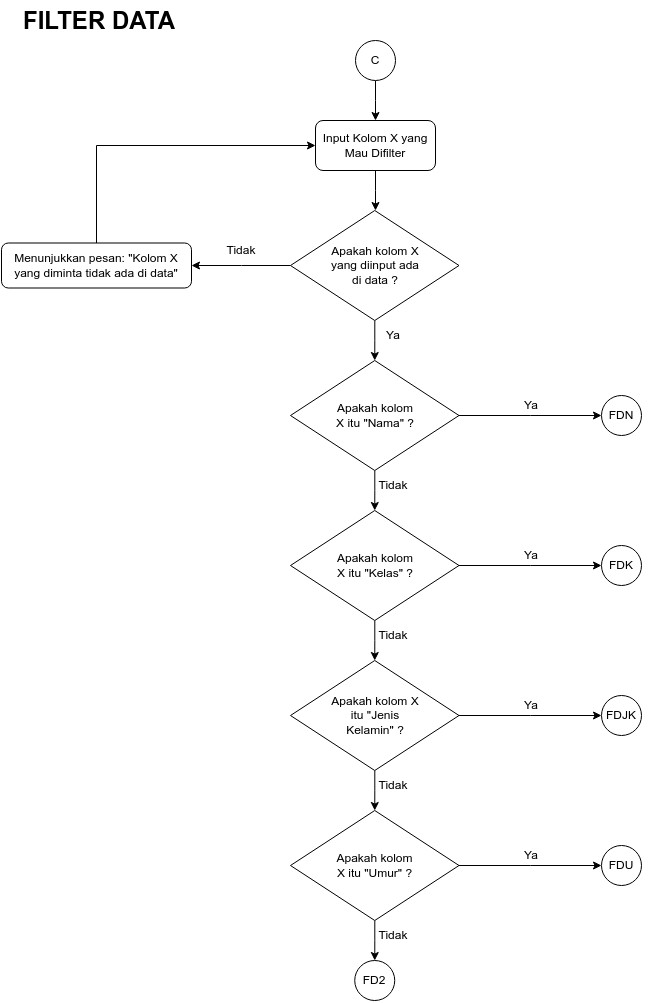 FILTER DATA
C
Input Kolom X yang
Mau Difilter
Apakah kolom X
yang diinput ada
di data ?
Tidak
Menunjukkan pesan: "Kolom X
yang diminta tidak ada di data"
Ya
Apakah kolom
X itu "Nama" ?
Ya
FDN
Tidak
Apakah kolom
X itu "Kelas" ?
Ya
FDK
Tidak
Apakah kolom X
itu "Jenis
Kelamin" ?
Ya
FDJK
Tidak
Apakah kolom
X itu "Umur" ?
Ya
FDU
Tidak
FD2